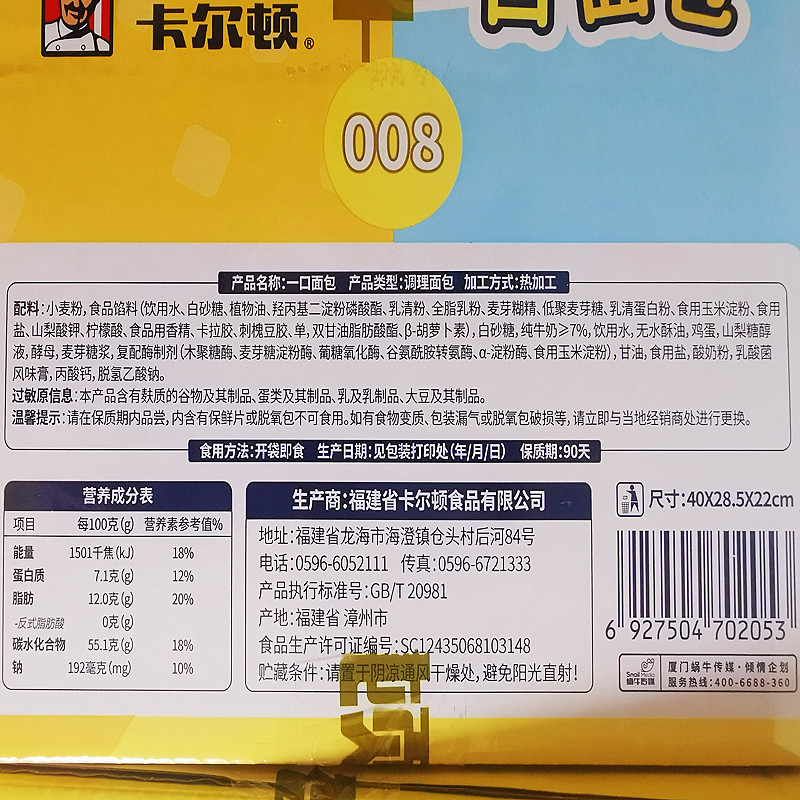 卡尔顿®
一口面包
008
产品名称:一口面包 产品类型:调理面包 加工方式:热加工
配料:小麦粉,食品馅料(饮用水、白砂糖、植物油、羟丙基二淀粉磷酸酯、乳清粉、全脂乳粉、麦芽糊精、低聚麦芽糖、乳清蛋白粉、食用玉米淀粉、食用
盐、山梨酸钾、柠檬酸、食品用香精、卡拉胶、刺槐豆胶、单,双甘油脂肪酸酯、β-胡萝卜素),白砂糖,纯牛奶≥7%,饮用水,无水酥油,鸡蛋,山梨糖醇
液,酵母,麦芽糖浆,复配酶制剂(木聚糖酶、麦芽糖淀粉酶、葡糖氧化酶、谷氨酰胺转氨酶、α-淀粉酶、食用玉米淀粉),甘油,食用盐,酸奶粉,乳酸菌
风味膏,丙酸钙,脱氢乙酸钠。
过敏原信息:本产品含有麸质的谷物及其制品、蛋类及其制品、乳及乳制品、大豆及其制品。
温馨提示:请在保质期内品尝,内含有保鲜片或脱氧包不可食用。如有食物变质、包装漏气或脱氧包破损等,请立即与当地经销商处进行更换。
食用方法:开袋即食 生产日期:见包装打印处(年/月/日) 保质期:90天
营养成分表
项目 每100克(g) 营养素参考值%
能量 1501千焦(kJ) 18%
蛋白质 7.1克(g) 12%
脂肪 12.0克(g) 20%
-反式脂肪酸 0克(g)
碳水化合物 55.1克(g) 18%
钠 192毫克(mg) 10%
生产商:福建省卡尔顿食品有限公司
地址:福建省龙海市海澄镇仓头村后河84号
电话:0596-6052111 传真:0596-6721333
产品执行标准号:GB/T 20981
产地:福建省 漳州市
食品生产许可证编号:SC12435068103148
贮藏条件:请置于阴凉通风干燥处,避免阳光直射!
尺寸:40X28.5X22cm
6 927504 702053
Snail Media
蜗牛传媒
厦门蜗牛传媒·倾情企划
服务热线:400-6688-360